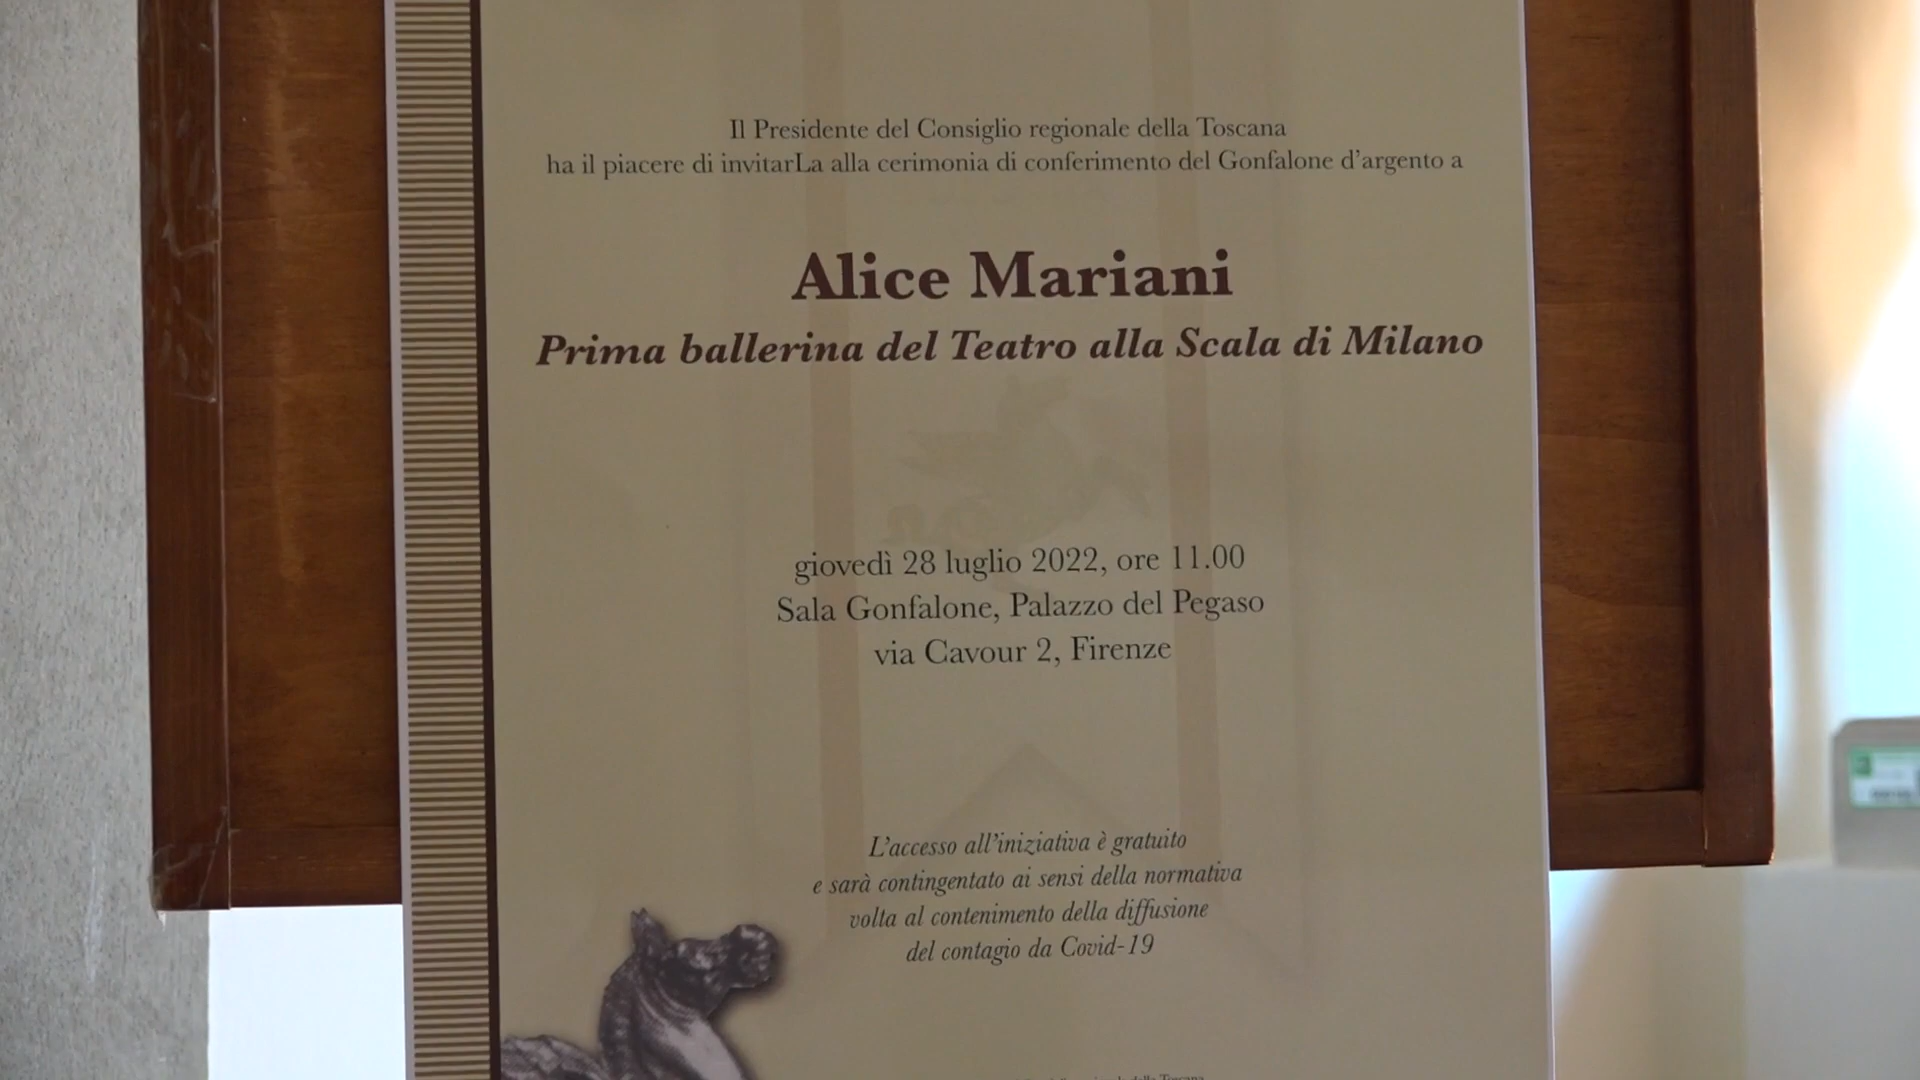 Il Presidente del Consiglio regionale della Toscana
ha il piacere di invitarLa alla cerimonia di conferimento del Gonfalone d'argento a
Alice Mariani
Prima ballerina del Teatro alla Scala di Milano
giovedì 28 luglio 2022, ore 11.00
Sala Gonfalone, Palazzo del Pegaso
via Cavour 2, Firenze
L'accesso all'iniziativa è gratuito
e sarà contingentato ai sensi della normativa
volta al contenimento della diffusione
del contagio da Covid-19